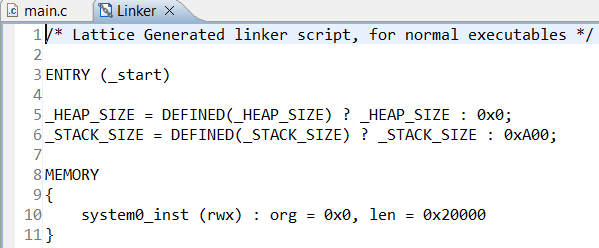 main.c Linker
1 /* Lattice Generated linker script, for normal executables */
2
3 ENTRY (_start)
4
5 _HEAP_SIZE = DEFINED(_HEAP_SIZE) ? _HEAP_SIZE : 0x0;
6 _STACK_SIZE = DEFINED(_STACK_SIZE) ? _STACK_SIZE : 0xA00;
7
8 MEMORY
9 {
10     system0_inst (rwx) : org = 0x0, len = 0x20000
11 }